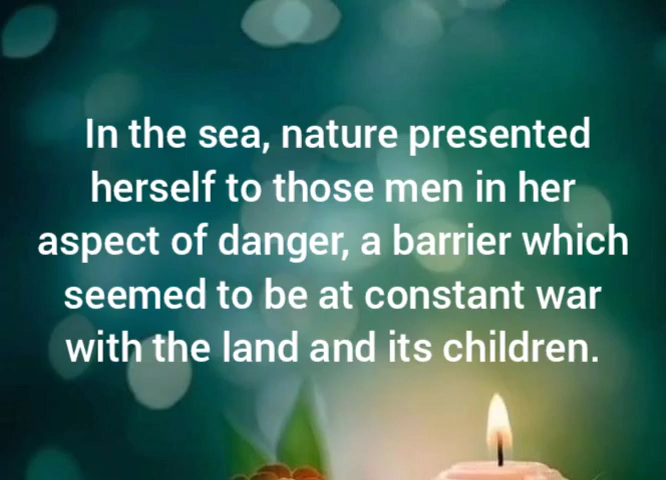 In the sea, nature presented
herself to those men in her
aspect of danger, a barrier which
seemed to be at constant war
with the land and its children.